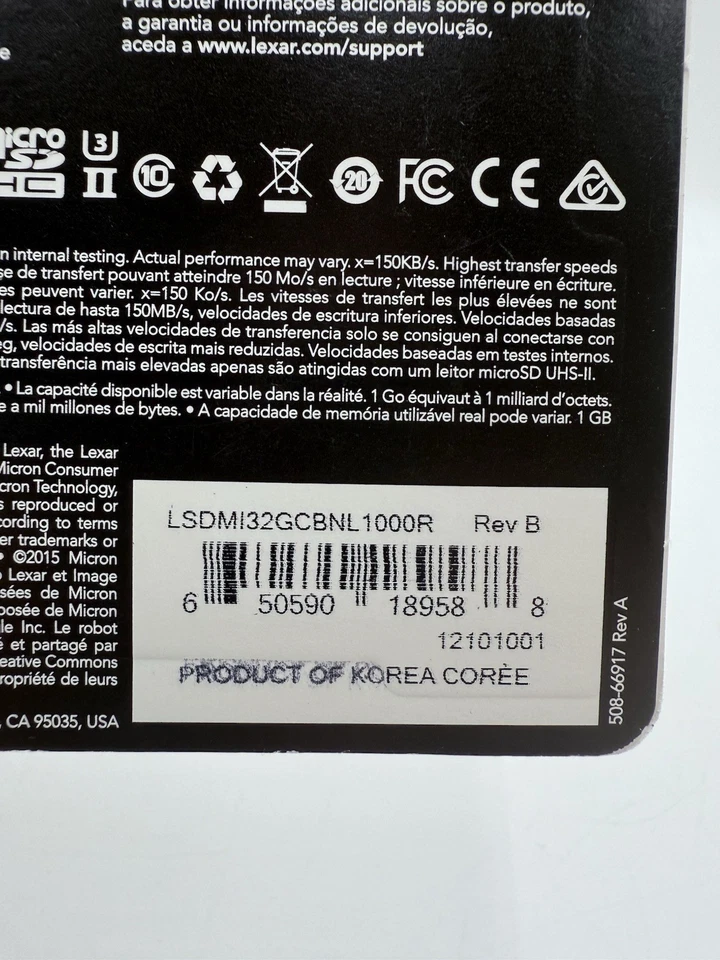 Para obter informações adicionais sobre o produto,
a garantia ou informações de devolução,
aceda a www.lexar.com/support
e
micro
SD
HC
3
II
10
20
FC
CE
n internal testing. Actual performance may vary. x=150KB/s. Highest transfer speeds
se de transfert pouvant atteindre 150 Mo/s en lecture ; vitesse inférieure en écriture.
es peuvent varier. x=150 Ko/s. Les vitesses de transfert les plus élevées ne sont
lectura de hasta 150MB/s, velocidades de escritura inferiores. Velocidades basadas
/s. Las más altas velocidades de transferencia solo se consiguen al conectarse con
eg, velocidades de escrita mais reduzidas. Velocidades baseadas em testes internos.
transferência mais elevadas apenas são atingidas com um leitor microSD UHS-II.
. • La capacité disponible est variable dans la réalité. 1 Go équivaut à 1 milliard d'octets.
e a mil millones de bytes. • A capacidade de memória utilizável real pode variar. 1 GB
Lexar, the Lexar
Micron Consumer
cron Technology,
s reproduced or
cording to terms
er trademarks or
• ©2015 Micron
Lexar et Image
sées de Micron
posée de Micron
gle Inc. Le robot
é et partagé par
reative Commons
ropriété de leurs
, CA 95035, USA
LSDMI32GCBNL1000R Rev B
6 50590 18958 8
12101001
PRODUCT OF KOREA CORÈE
508-66917 Rev A